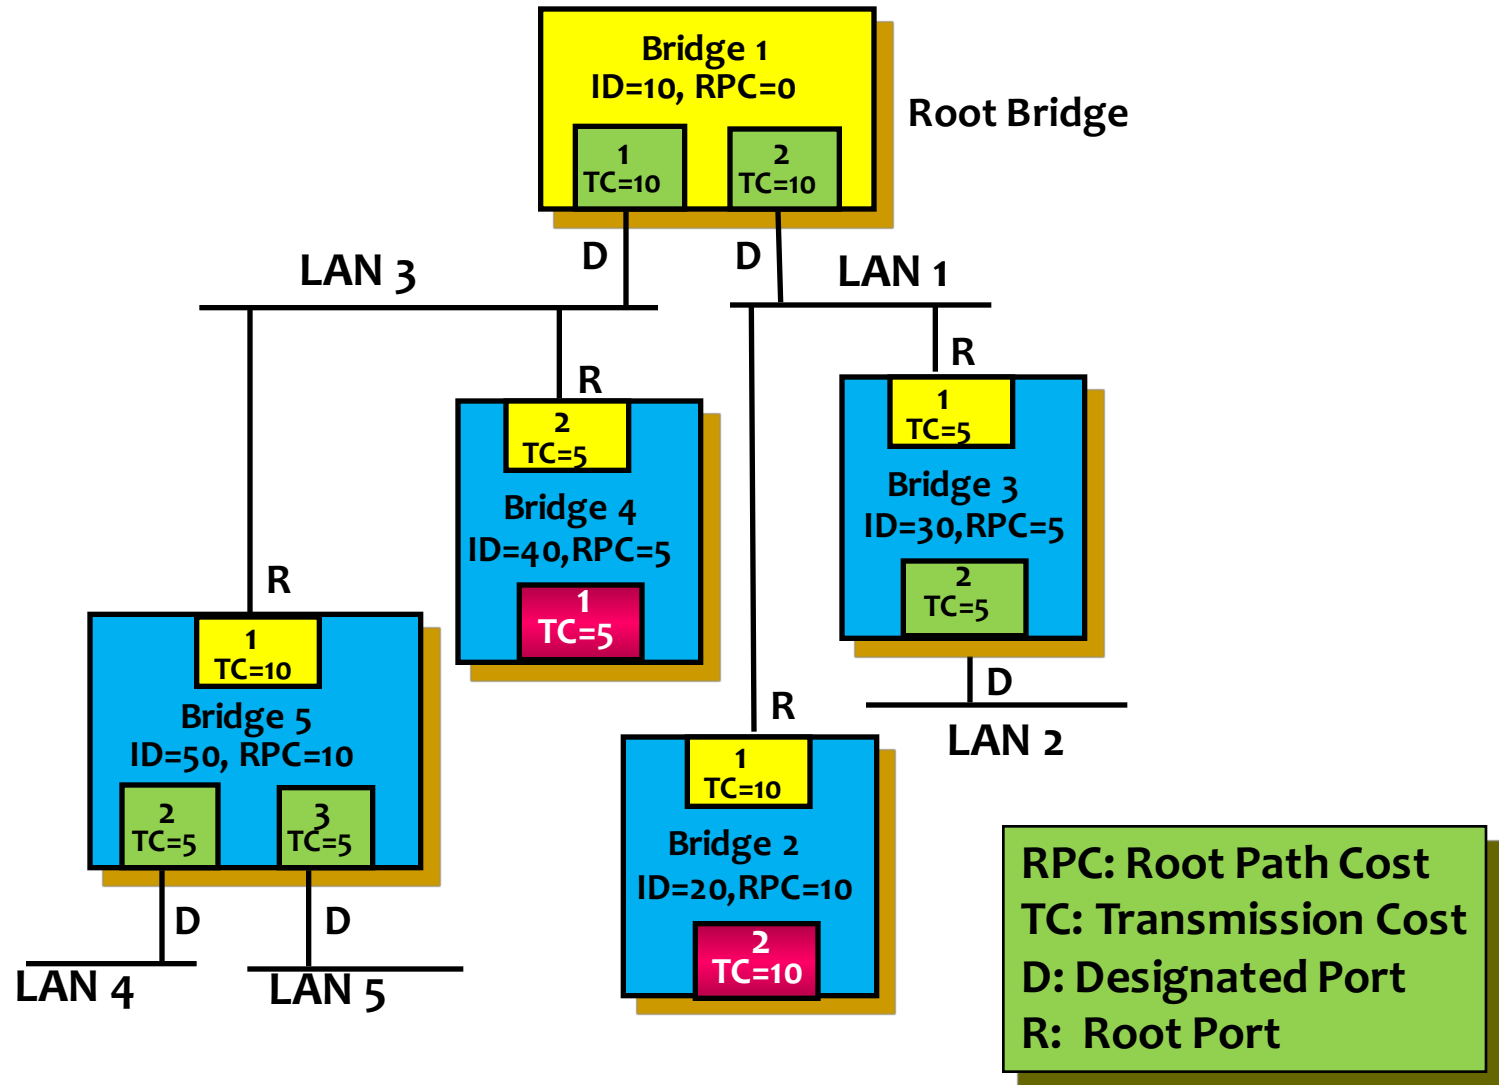 Bridge 1
ID=10, RPC=0
Root Bridge
1
TC=10
2
TC=10
D
D
LAN 3
LAN 1
R
R
1
TC=5
2
TC=5
Bridge 3
ID=30,RPC=5
Bridge 4
ID=40,RPC=5
2
TC=5
1
TC=5
R
1
TC=10
D
LAN 2
R
Bridge 5
ID=50, RPC=10
1
TC=10
2
TC=5
3
TC=5
Bridge 2
ID=20,RPC=10
2
TC=10
D
D
LAN 4
LAN 5
RPC: Root Path Cost
TC: Transmission Cost
D: Designated Port
R: Root Port